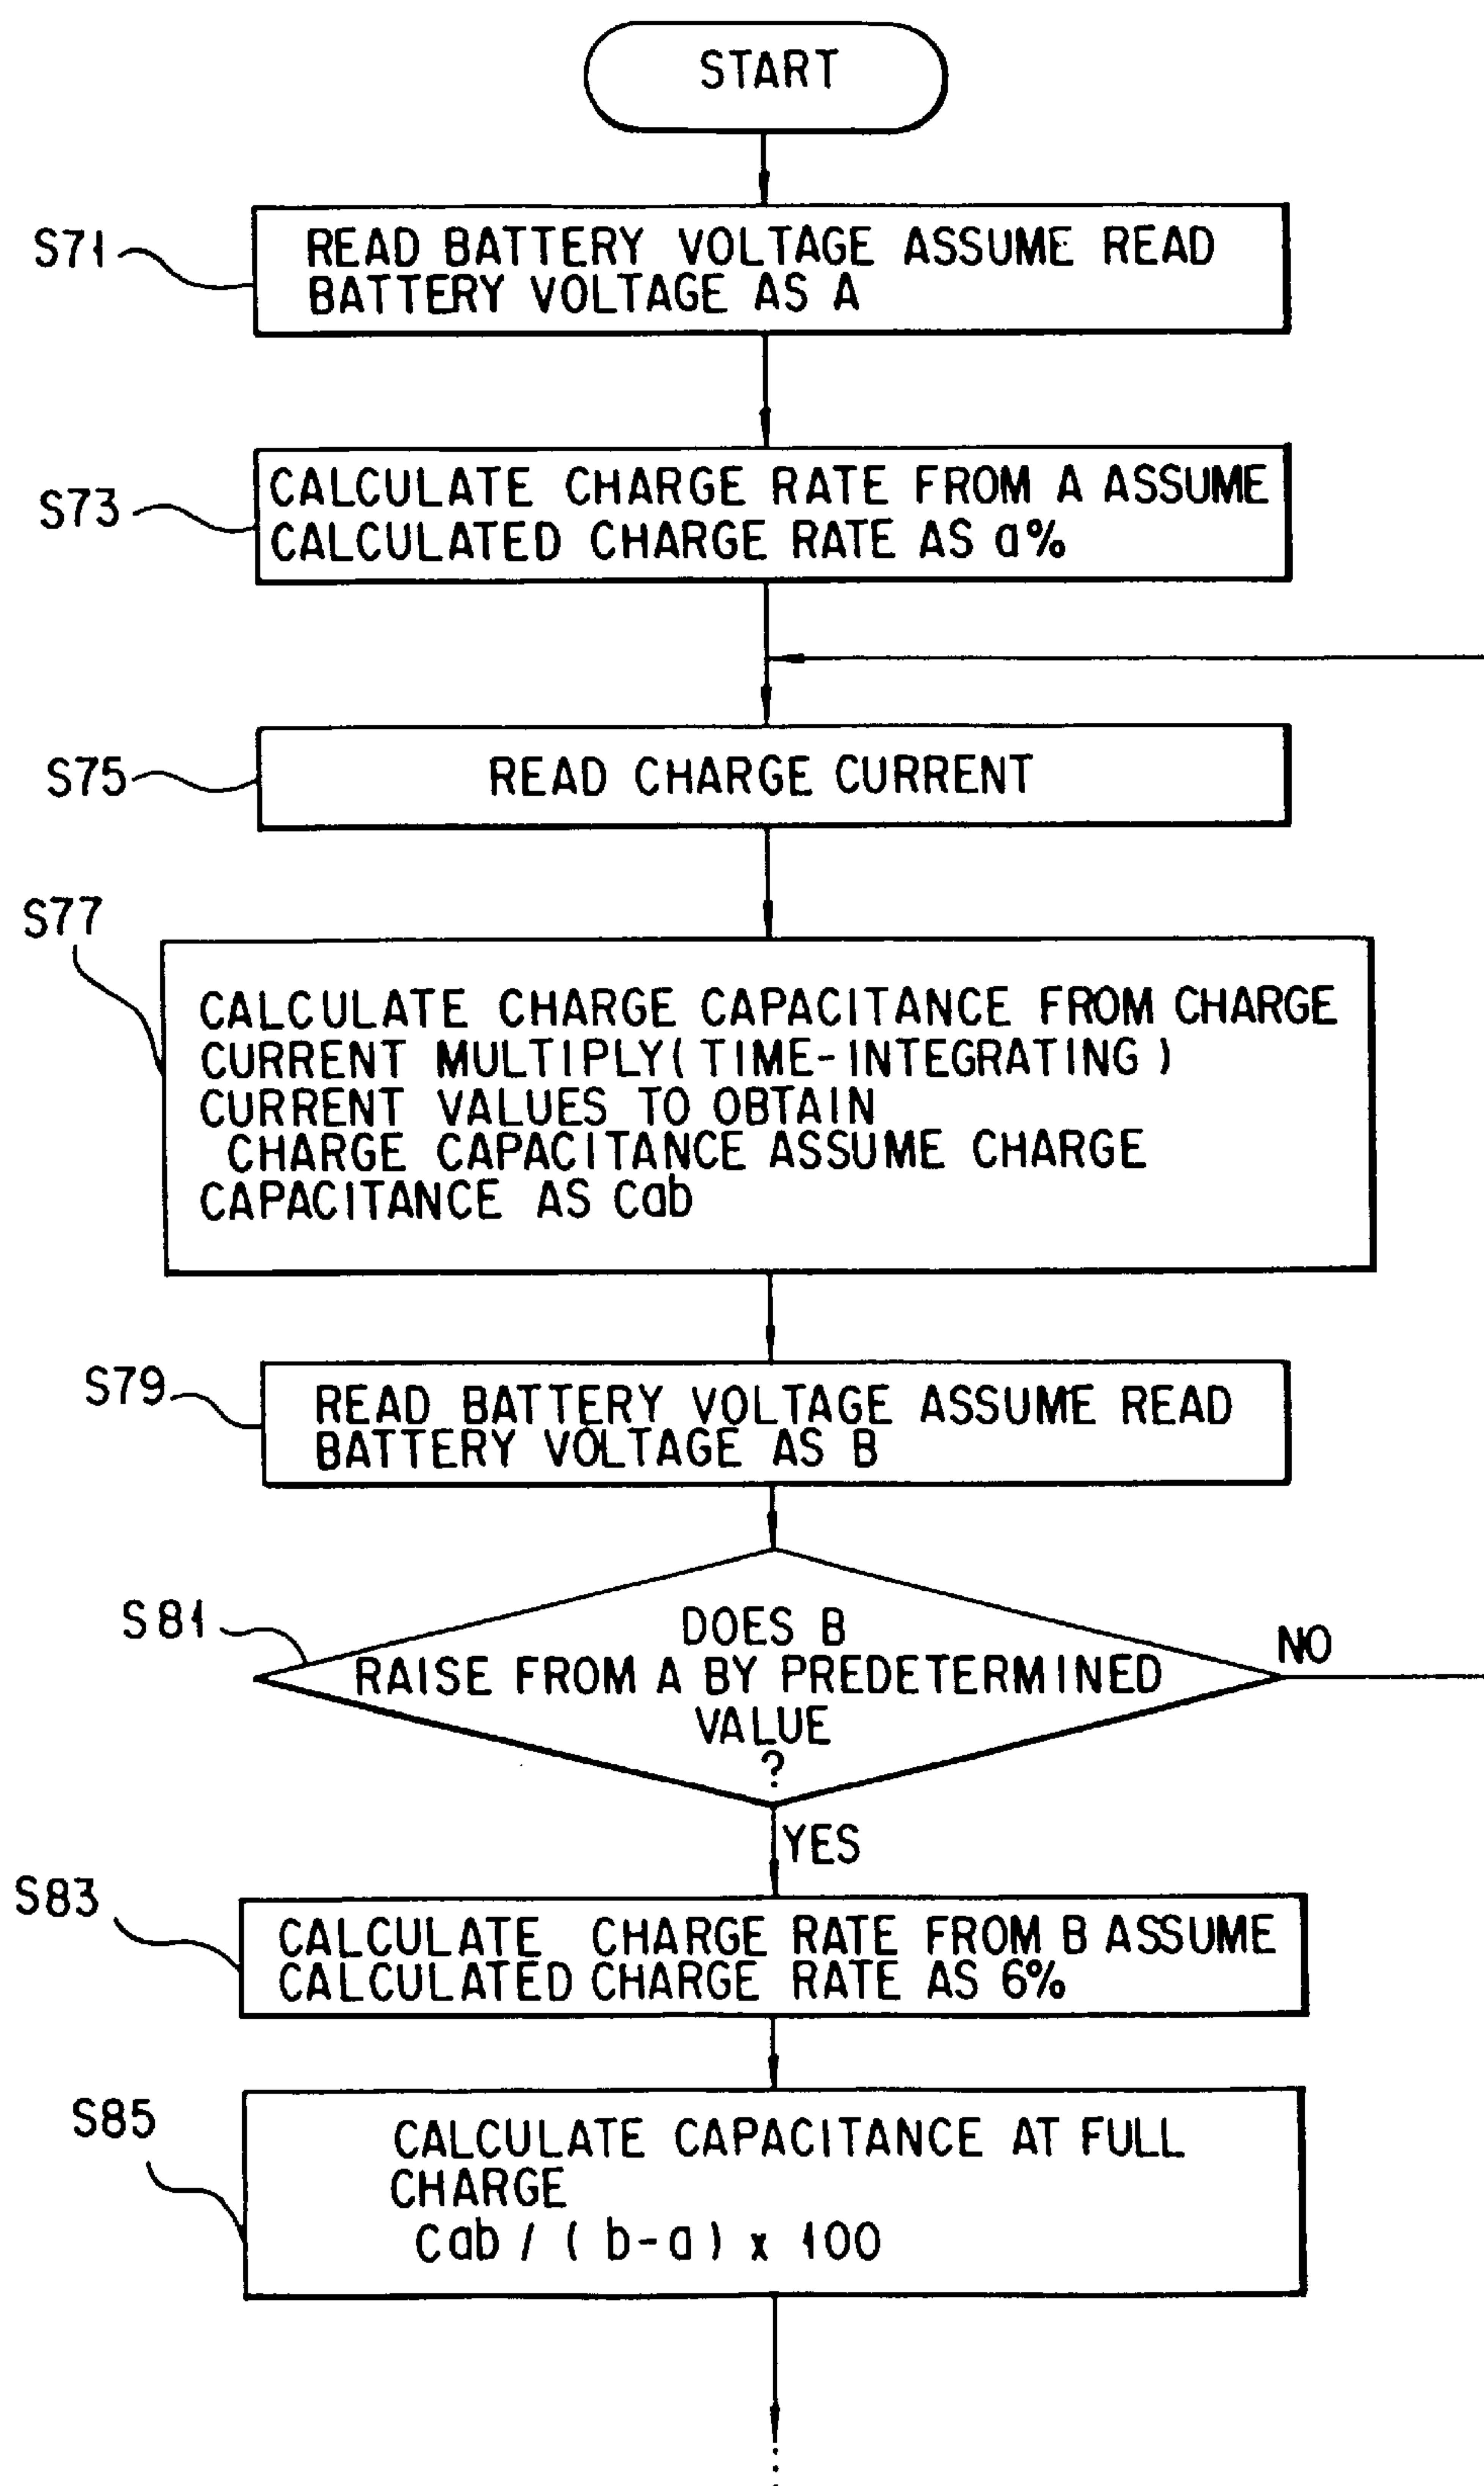 START
S71
READ BATTERY VOLTAGE ASSUME READ
BATTERY VOLTAGE AS A
S73
CALCULATE CHARGE RATE FROM A ASSUME
CALCULATED CHARGE RATE AS a%
S75
READ CHARGE CURRENT
S77
CALCULATE CHARGE CAPACITANCE FROM CHARGE
CURRENT MULTIPLY(TIME-INTEGRATING)
CURRENT VALUES TO OBTAIN
CHARGE CAPACITANCE ASSUME CHARGE
CAPACITANCE AS Cab
S79
READ BATTERY VOLTAGE ASSUME READ
BATTERY VOLTAGE AS B
S81
DOES B
RAISE FROM A BY PREDETERMINED
VALUE
?
NO
YES
S83
CALCULATE CHARGE RATE FROM B ASSUME
CALCULATED CHARGE RATE AS 6%
S85
CALCULATE CAPACITANCE AT FULL
CHARGE
Cab / ( b-a ) x 100